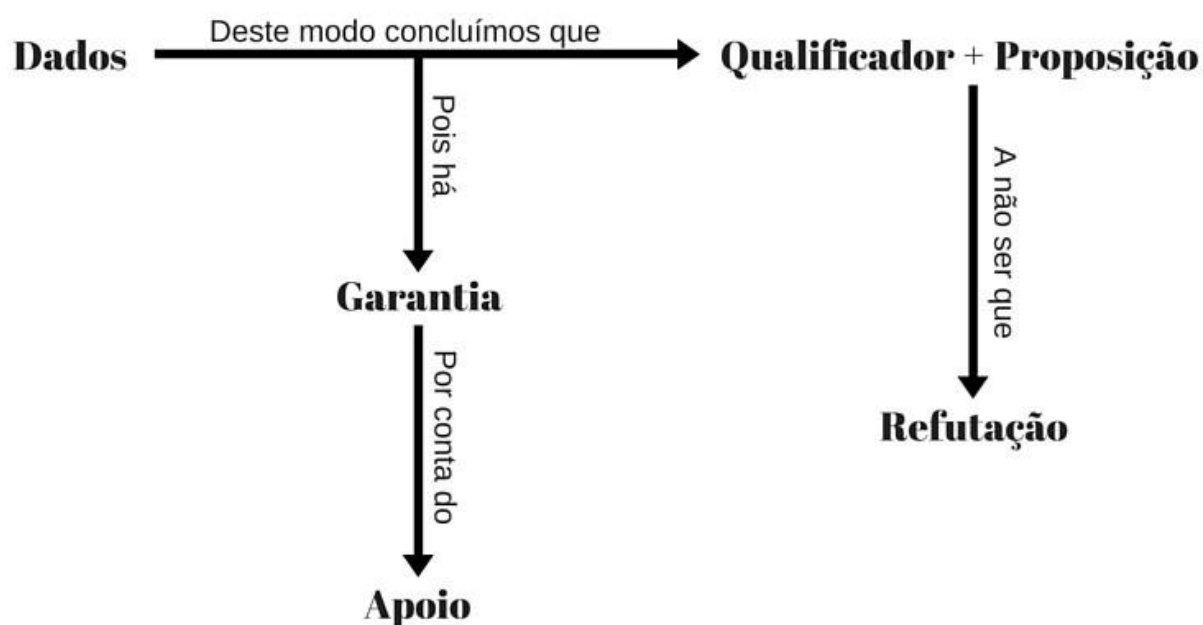 Deste modo concluímos que
Dados
Qualificador + Proposição
Pois há
A não ser que
Garantia
Refutação
Por conta do
Apoio